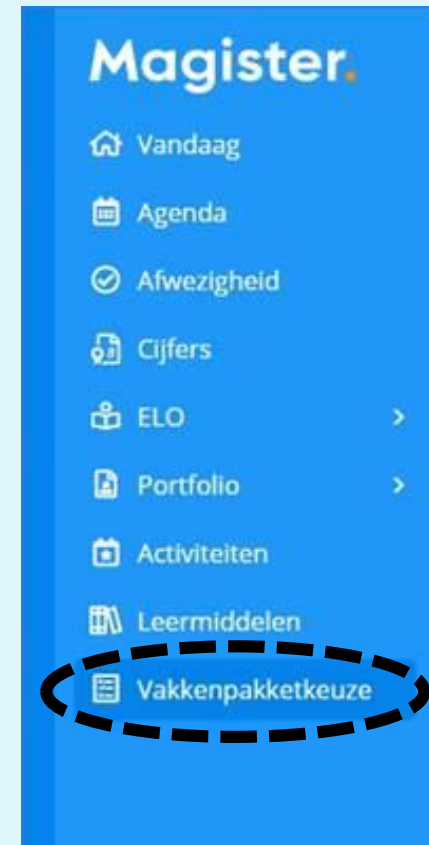 Magister.
Vandaag
Agenda
Afwezigheid
Cijfers
ELO
Portfolio
Activiteiten
Leermiddelen
Vakkenpakketkeuze